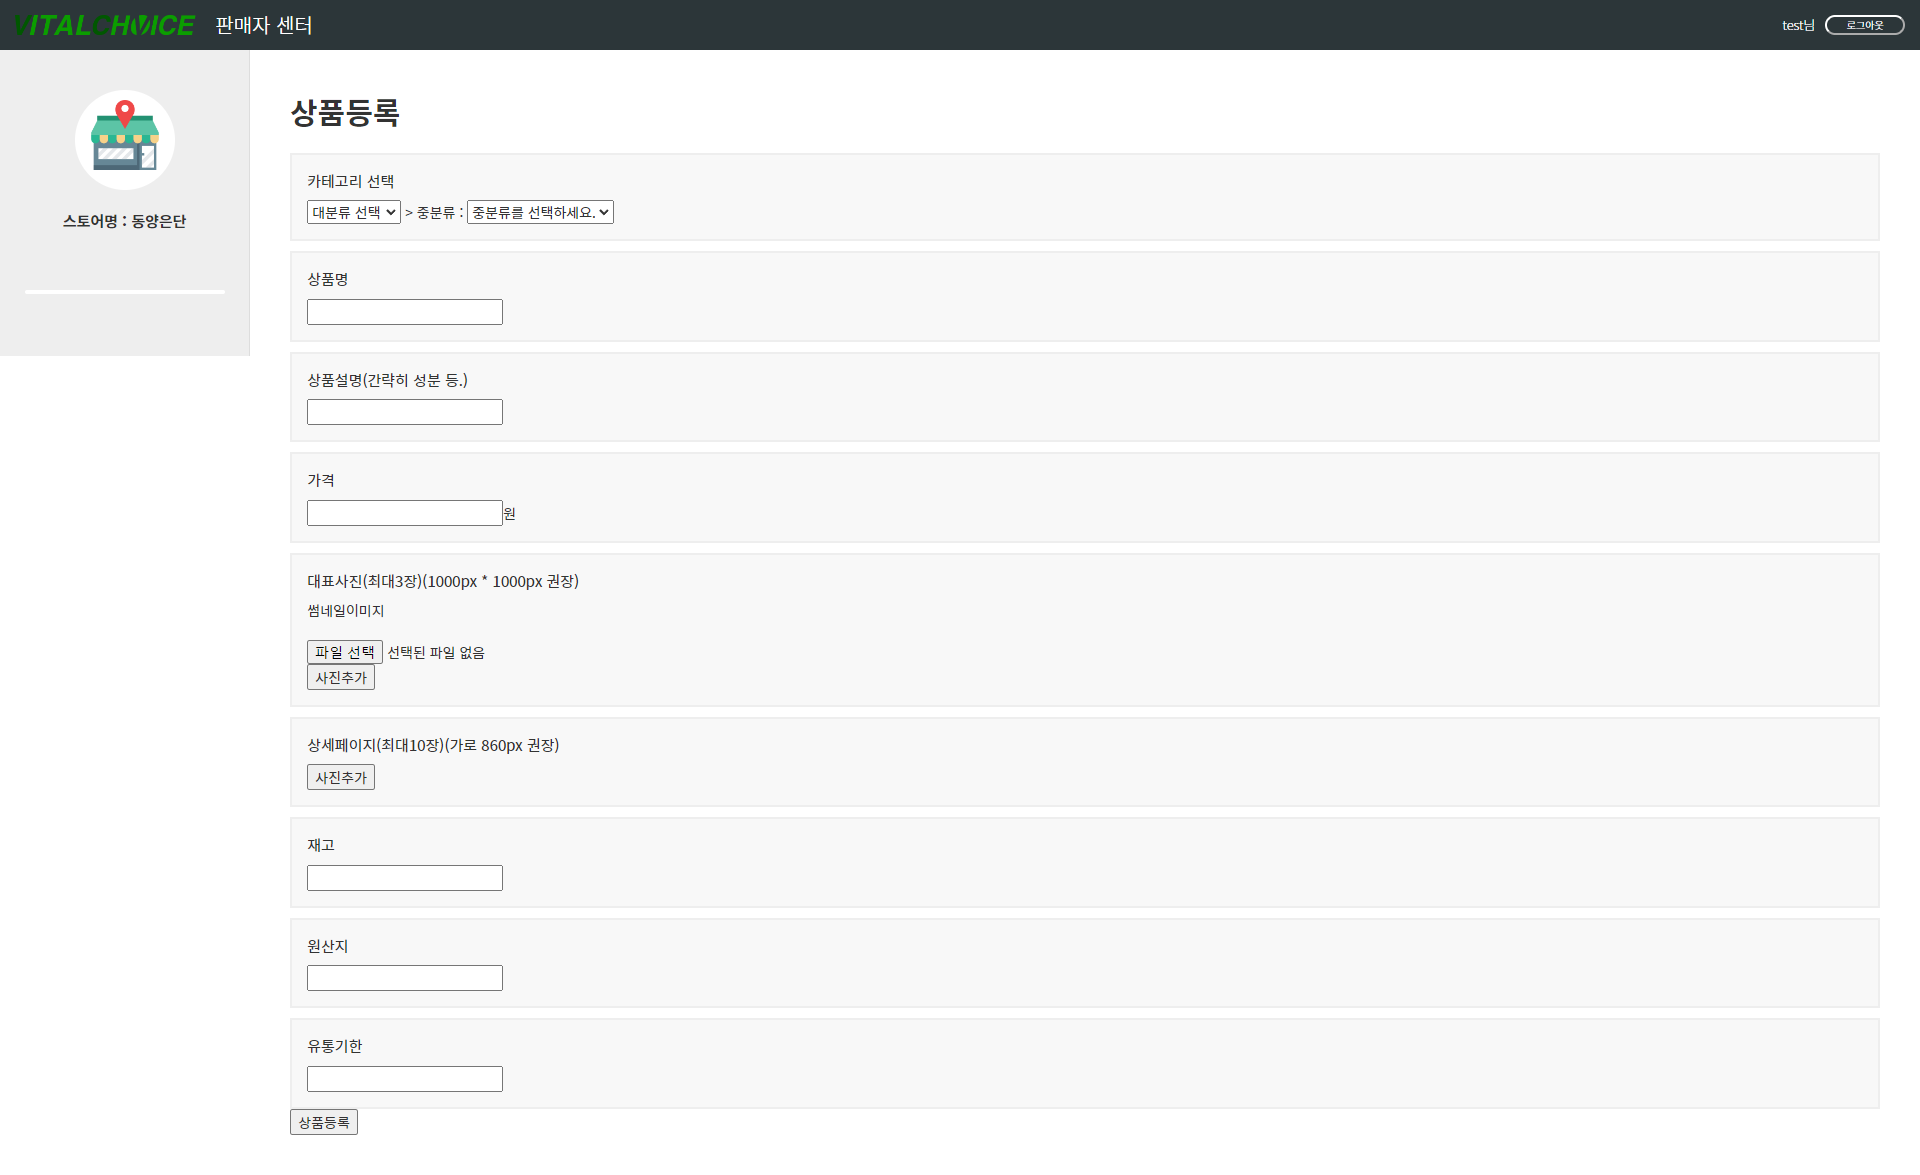 VITALCHOICE 판매자 센터
test님 로그아웃
스토어명 : 동양은단
상품등록
카테고리 선택
대분류 선택 > 중분류 : 중분류를 선택하세요.
상품명
상품설명(간략히 성분 등.)
가격
원
대표사진(최대3장)(1000px * 1000px 권장)
썸네일이미지
파일 선택 선택된 파일 없음
사진추가
상세페이지(최대10장)(가로 860px 권장)
사진추가
재고
원산지
유통기한
상품등록